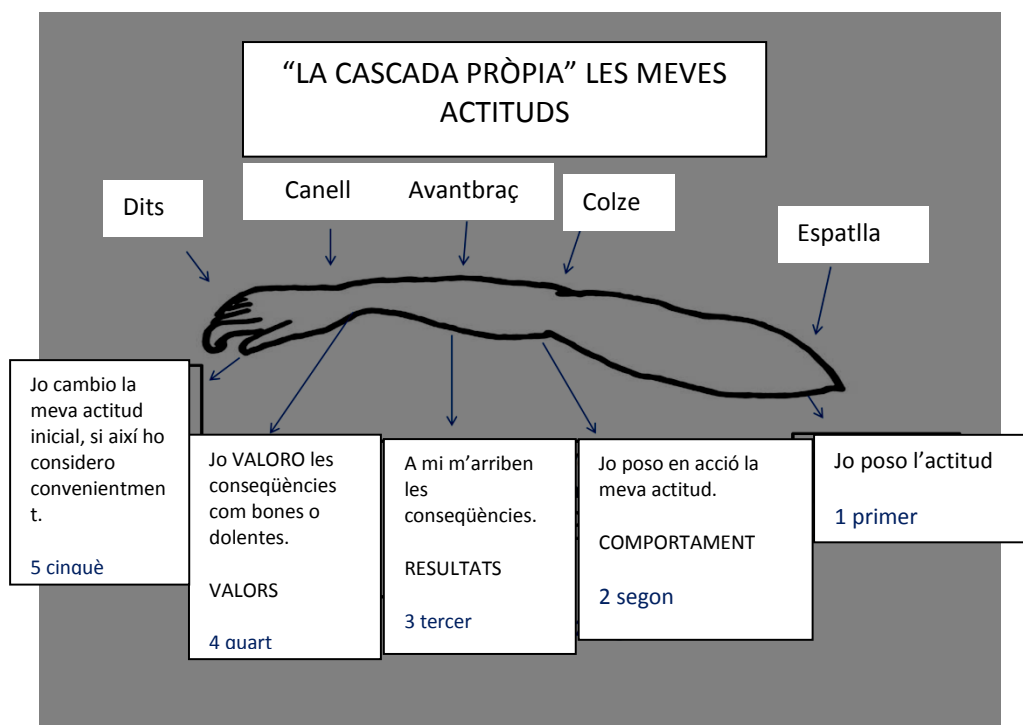 “LA CASCADA PRÒPIA” LES MEVES
ACTITUDS
Dits
Canell
Avantbraç
Colze
Espatlla
Jo cambio la
meva actitud
inicial, si així ho
considero
convenientmen
t.
5 cinquè
Jo VALORO les
conseqüències
com bones o
dolentes.
VALORS
4 quart
A mi m’arriben
les
conseqüències.
RESULTATS
3 tercer
Jo poso en acció la
meva actitud.
COMPORTAMENT
2 segon
Jo poso l’actitud
1 primer